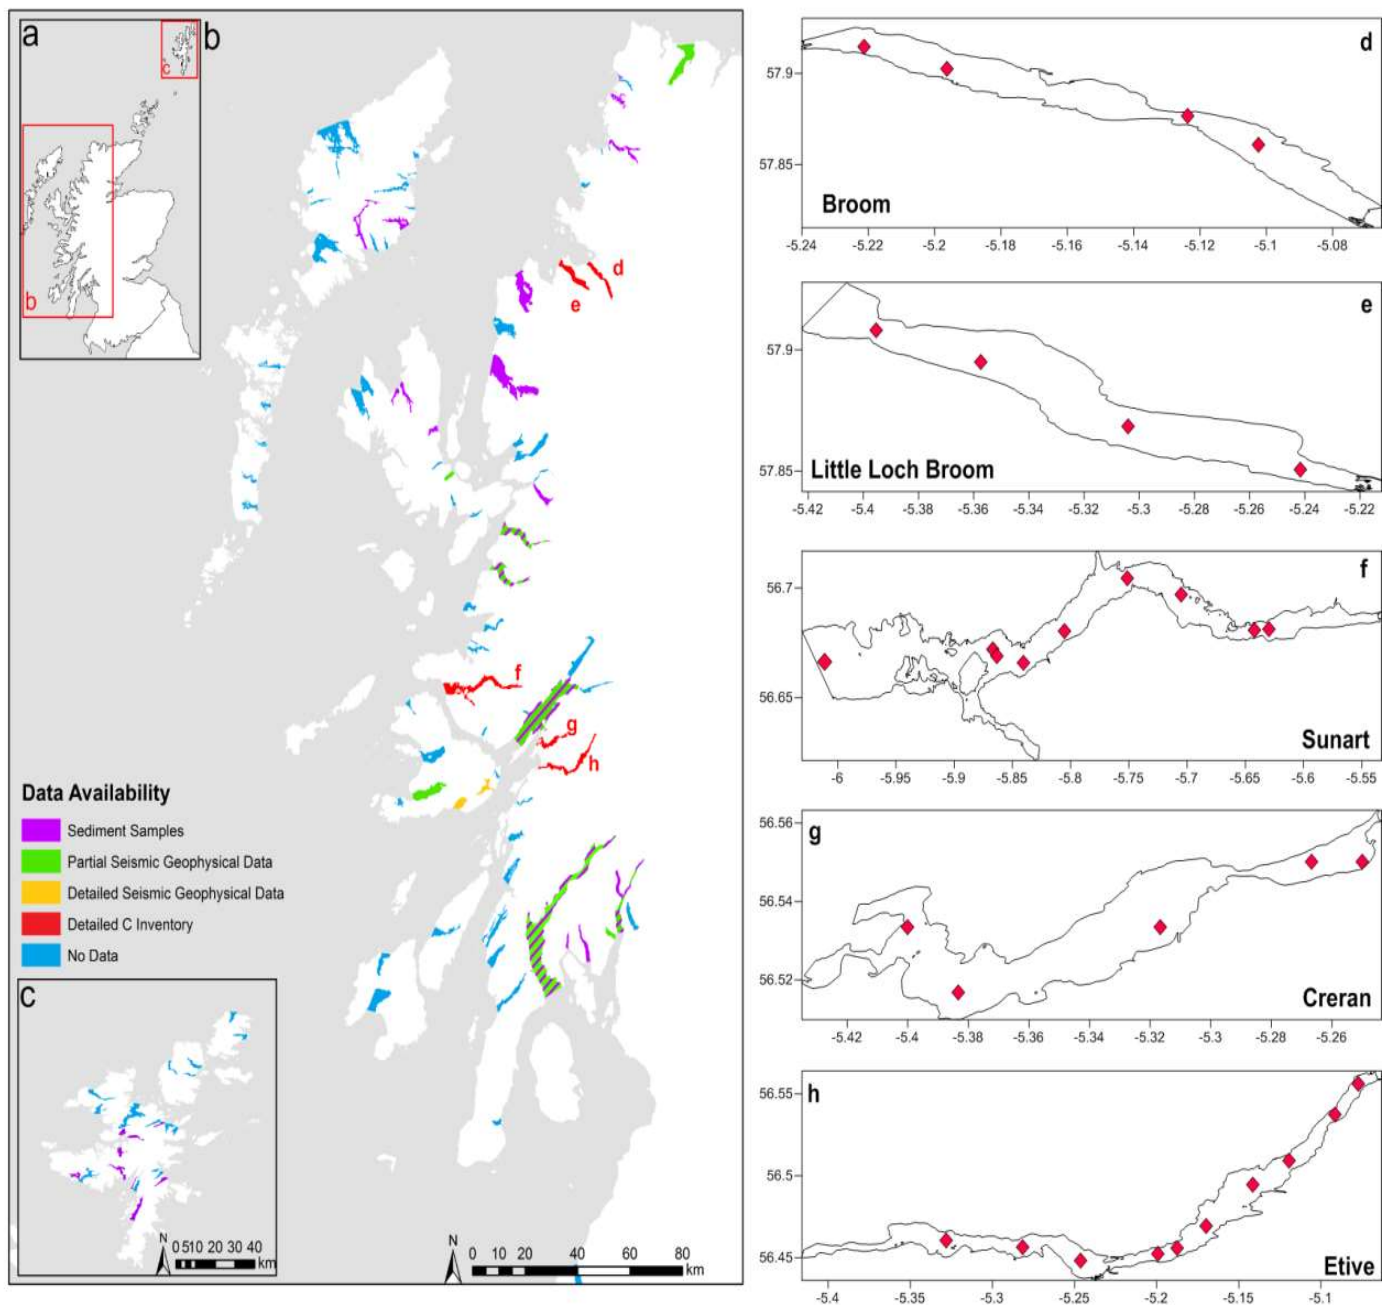 a
c
b
b
d
e
f
g
h
Data Availability
Sediment Samples
Partial Seismic Geophysical Data
Detailed Seismic Geophysical Data
Detailed C Inventory
No Data
c
N
0 5 10 20 30 40
km
N
0 10 20 40 60 80
km
d
57.9
57.85
Broom
-5.24 -5.22 -5.2 -5.18 -5.16 -5.14 -5.12 -5.1 -5.08
e
57.9
57.85
Little Loch Broom
-5.42 -5.4 -5.38 -5.36 -5.34 -5.32 -5.3 -5.28 -5.26 -5.24 -5.22
f
56.7
56.65
Sunart
-6 -5.95 -5.9 -5.85 -5.8 -5.75 -5.7 -5.65 -5.6 -5.55
g
56.56
56.54
56.52
Creran
-5.42 -5.4 -5.38 -5.36 -5.34 -5.32 -5.3 -5.28 -5.26
h
56.55
56.5
56.45
Etive
-5.4 -5.35 -5.3 -5.25 -5.2 -5.15 -5.1